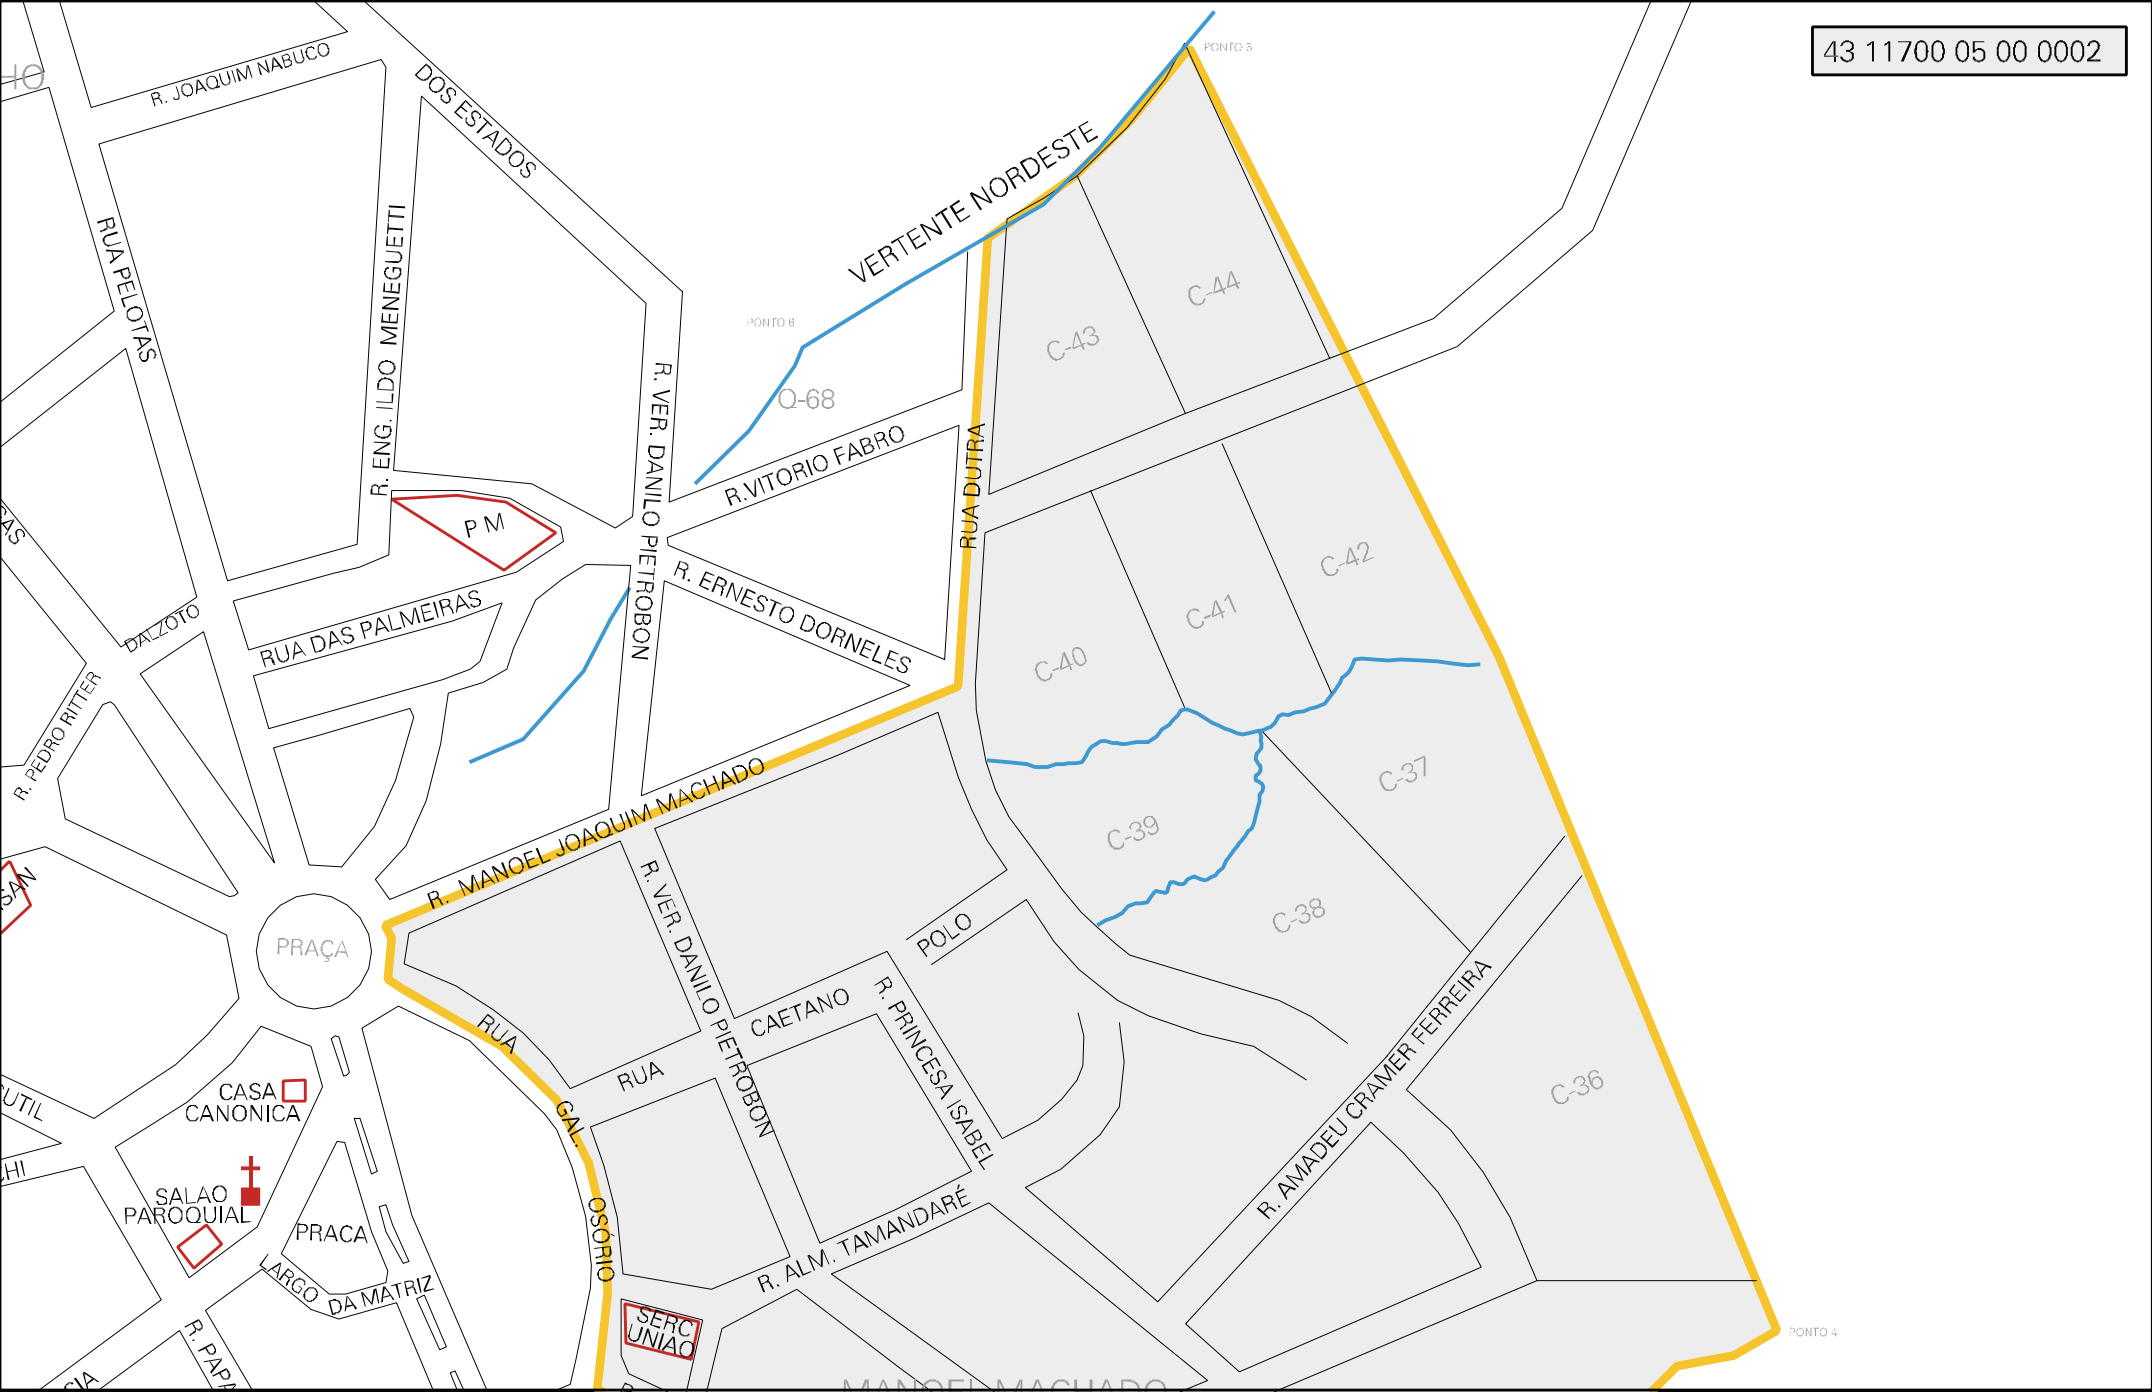 43 11700 05 00 0002
PONTO 5
R. JOAQUIM NABUCO
DOS ESTADOS
VERTENTE NORDESTE
RUA PELOTAS
R. ENG. ILDO MENEGUETTI
C-44
C-43
PONTO 6
Q-68
R. VER. DANILO PIETROBON
R.VITORIO FABRO
RUA DUTRA
P M
C-42
C-41
C-40
R. ERNESTO DORNELES
RUA DAS PALMEIRAS
DALZOTO
R. PEDRO RITTER
C-37
C-39
C-38
R. MANOEL JOAQUIM MACHADO
R. VER. DANILO PIETROBON
PRAÇA
POLO
CAETANO
RUA
R. PRINCESA ISABEL
R. AMADEU CRAMER FERREIRA
C-36
RUA
GAL.
OSÓRIO
CASA
CANONICA
SALAO
PAROQUIAL
PRACA
LARGO
DA MATRIZ
R. ALM. TAMANDARÉ
SERC
UNIAO
PONTO 4
R. PAPA
MANOEL MACHADO